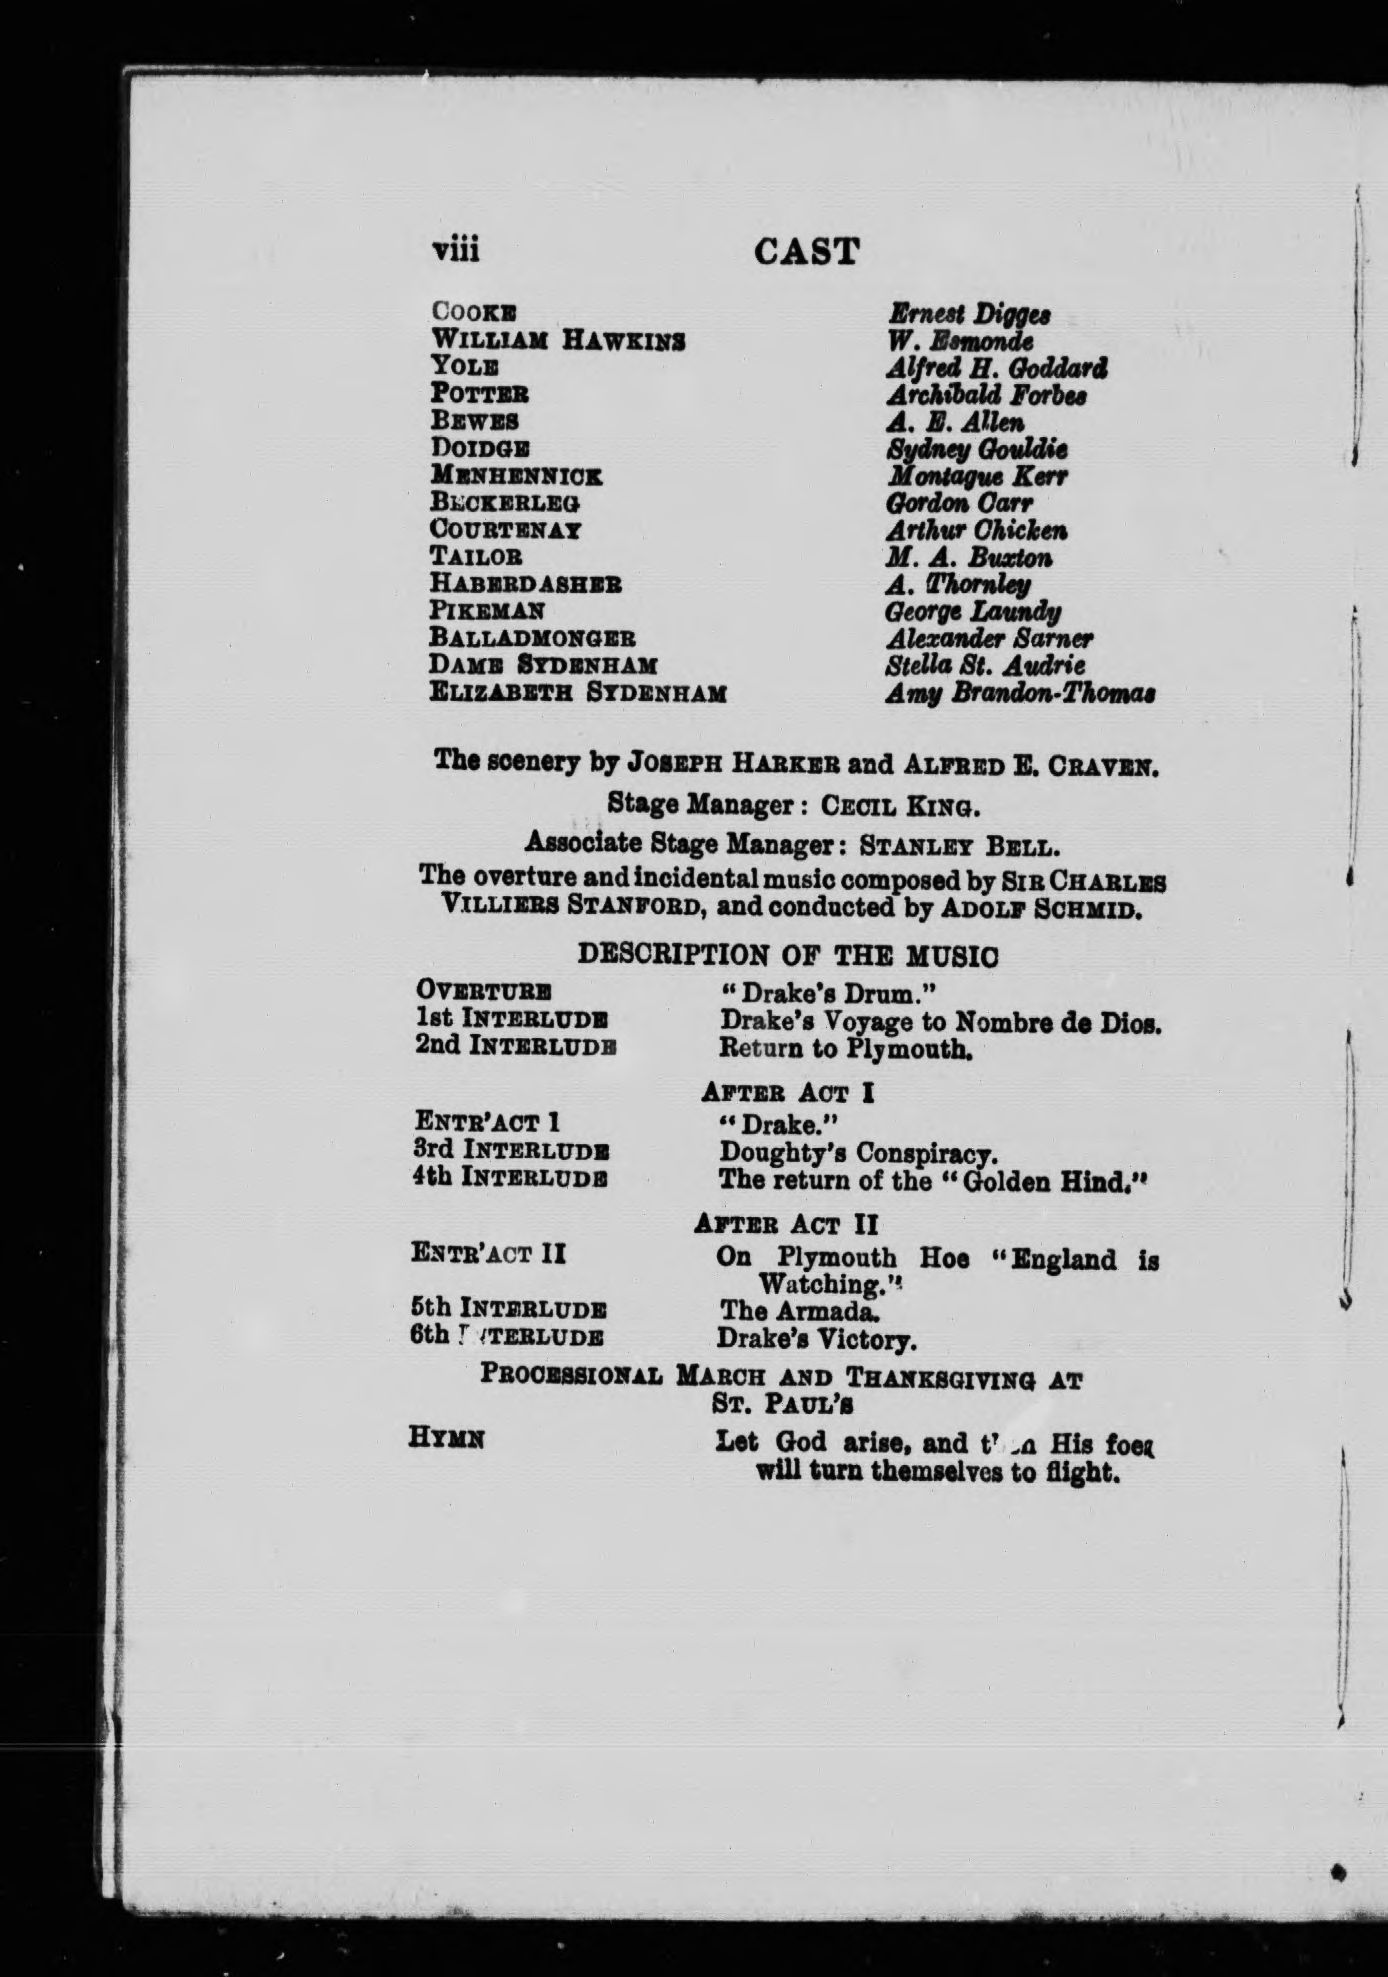 viii CAST
COOKE Ernest Digges
WILLIAM HAWKINS W. Esmonde
YOLE Alfred H. Goddard
POTTER Archibald Forbes
BEWES A. E. Allen
DOIDGE Sydney Gouldie
MENHENNICK Montague Kerr
BECKERLEG Gordon Carr
COURTENAY Arthur Chicken
TAILOR M. A. Buxton
HABERDASHER A. Thornley
PIKEMAN George Laundy
BALLADMONGER Alexander Sarner
DAME SYDENHAM Stella St. Audrie
ELIZABETH SYDENHAM Amy Brandon-Thomas
The scenery by JOSEPH HARKER and ALFRED E. CRAVEN.
Stage Manager: CECIL KING.
Associate Stage Manager: STANLEY BELL.
The overture and incidental music composed by SIR CHARLES
VILLIERS STANFORD, and conducted by ADOLF SCHMID.
DESCRIPTION OF THE MUSIC
OVERTURE "Drake's Drum."
1st INTERLUDE Drake's Voyage to Nombre de Dios.
2nd INTERLUDE Return to Plymouth.
AFTER ACT I
ENTR'ACT 1 "Drake."
3rd INTERLUDE Doughty's Conspiracy.
4th INTERLUDE The return of the "Golden Hind."
AFTER ACT II
ENTR'ACT II On Plymouth Hoe "England is
Watching."
5th INTERLUDE The Armada.
6th INTERLUDE Drake's Victory.
PROCESSIONAL MARCH AND THANKSGIVING AT
ST. PAUL'S
HYMN Let God arise, and then His foes
will turn themselves to flight.